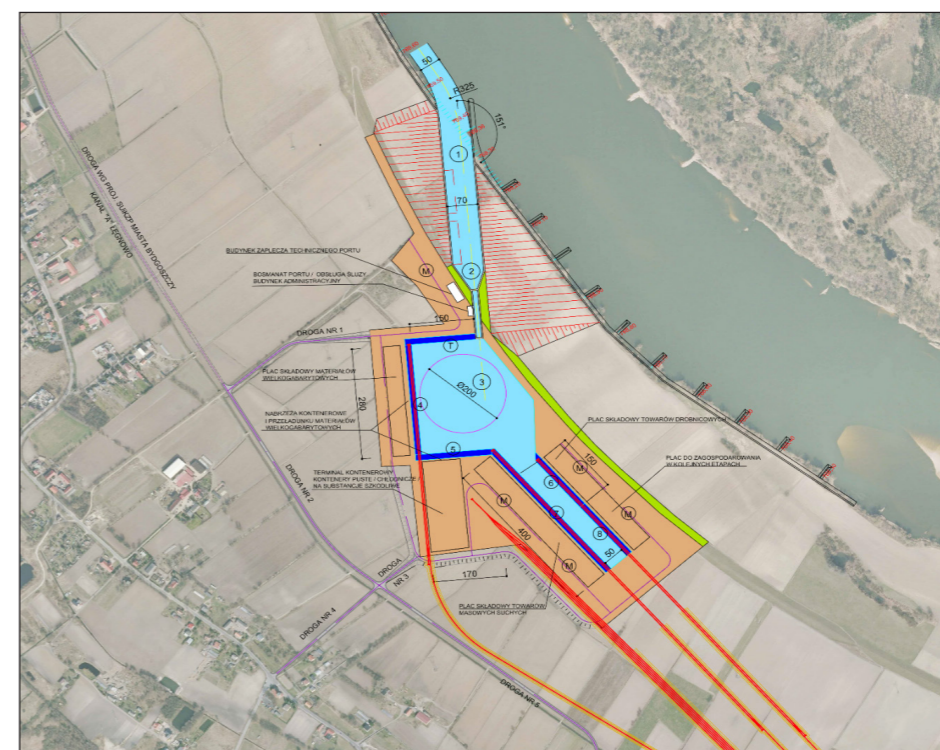 50
R325
151°
1
70
DROGA WG PROJ. SUKZP MIASTA BYDGOSZCZY
KANAŁ "A" ŁĘGNOWO
BUDYNEK ZAPLECZA TECHNICZNEGO PORTU
M
2
BOSMANAT PORTU / OBSŁUGA ŚLUZY
BUDYNEK ADMINISTRACYJNY
150
DROGA NR 1
T
PLAC SKŁADOWY MATERIAŁÓW
WIELKOGABARYTOWYCH
3
Ø200
280
4
NABRZEŻA KONTENEROWE
I PRZEŁADUNKU MATERIAŁÓW
WIELKOGABARYTOWYCH
PLAC SKŁADOWY TOWARÓW DROBNICOWYCH
5
150
PLAC DO ZAGOSPODAROWANIA
W KOLEJNYCH ETAPACH
TERMINAL KONTENEROWY
KONTENERY PUSTE / CHŁODNICZE /
NA SUBSTANCJE SZKODLIWE
M
6
M
7
M
8
DROGA NR 2
400
50
M
DROGA
NR 3
170
PLAC SKŁADOWY TOWARÓW
MASOWYCH SUCHYCH
DROGA NR 4
DROGA NR 5